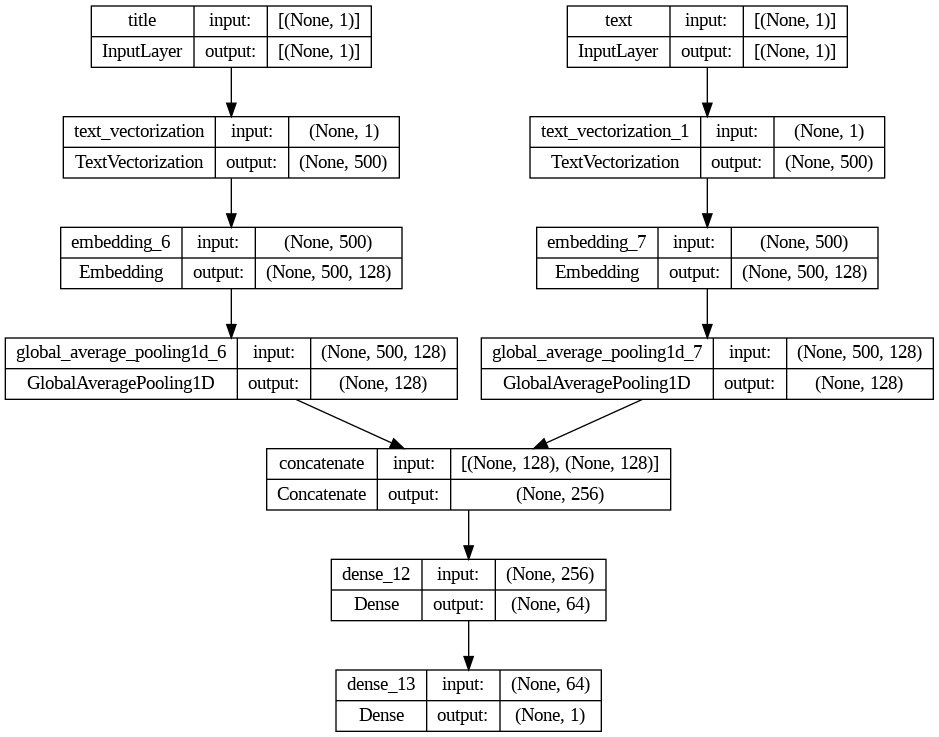 title input: [(None, 1)]
InputLayer output: [(None, 1)]
text input: [(None, 1)]
InputLayer output: [(None, 1)]
text_vectorization input: (None, 1)
TextVectorization output: (None, 500)
text_vectorization_1 input: (None, 1)
TextVectorization output: (None, 500)
embedding_6 input: (None, 500)
Embedding output: (None, 500, 128)
embedding_7 input: (None, 500)
Embedding output: (None, 500, 128)
global_average_pooling1d_6 input: (None, 500, 128)
GlobalAveragePooling1D output: (None, 128)
global_average_pooling1d_7 input: (None, 500, 128)
GlobalAveragePooling1D output: (None, 128)
concatenate input: [(None, 128), (None, 128)]
Concatenate output: (None, 256)
dense_12 input: (None, 256)
Dense output: (None, 64)
dense_13 input: (None, 64)
Dense output: (None, 1)